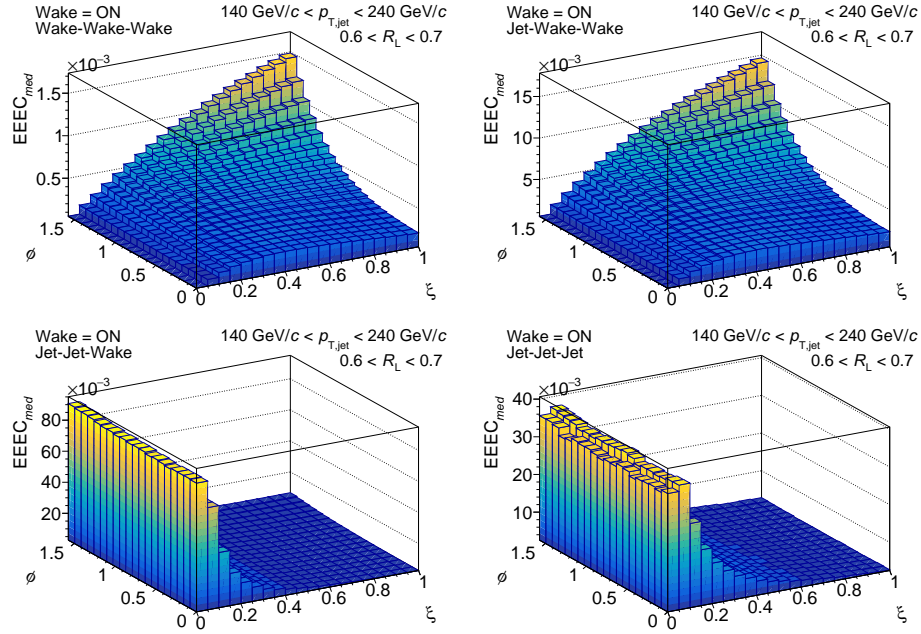 Wake = ON
Wake-Wake-Wake
140 GeV/c < p_T,jet < 240 GeV/c
0.6 < R_L < 0.7
×10⁻³
EEEC_med
1.5
1
0.5
1.5
1
0.5
0
ϕ
0
0.2
0.4
0.6
0.8
1
ξ
Wake = ON
Jet-Wake-Wake
140 GeV/c < p_T,jet < 240 GeV/c
0.6 < R_L < 0.7
×10⁻³
EEEC_med
15
10
5
1.5
1
0.5
0
ϕ
0
0.2
0.4
0.6
0.8
1
ξ
Wake = ON
Jet-Jet-Wake
140 GeV/c < p_T,jet < 240 GeV/c
0.6 < R_L < 0.7
×10⁻³
EEEC_med
80
60
40
20
1.5
1
0.5
0
ϕ
0
0.2
0.4
0.6
0.8
1
ξ
Wake = ON
Jet-Jet-Jet
140 GeV/c < p_T,jet < 240 GeV/c
0.6 < R_L < 0.7
×10⁻³
EEEC_med
40
30
20
10
1.5
1
0.5
0
ϕ
0
0.2
0.4
0.6
0.8
1
ξ